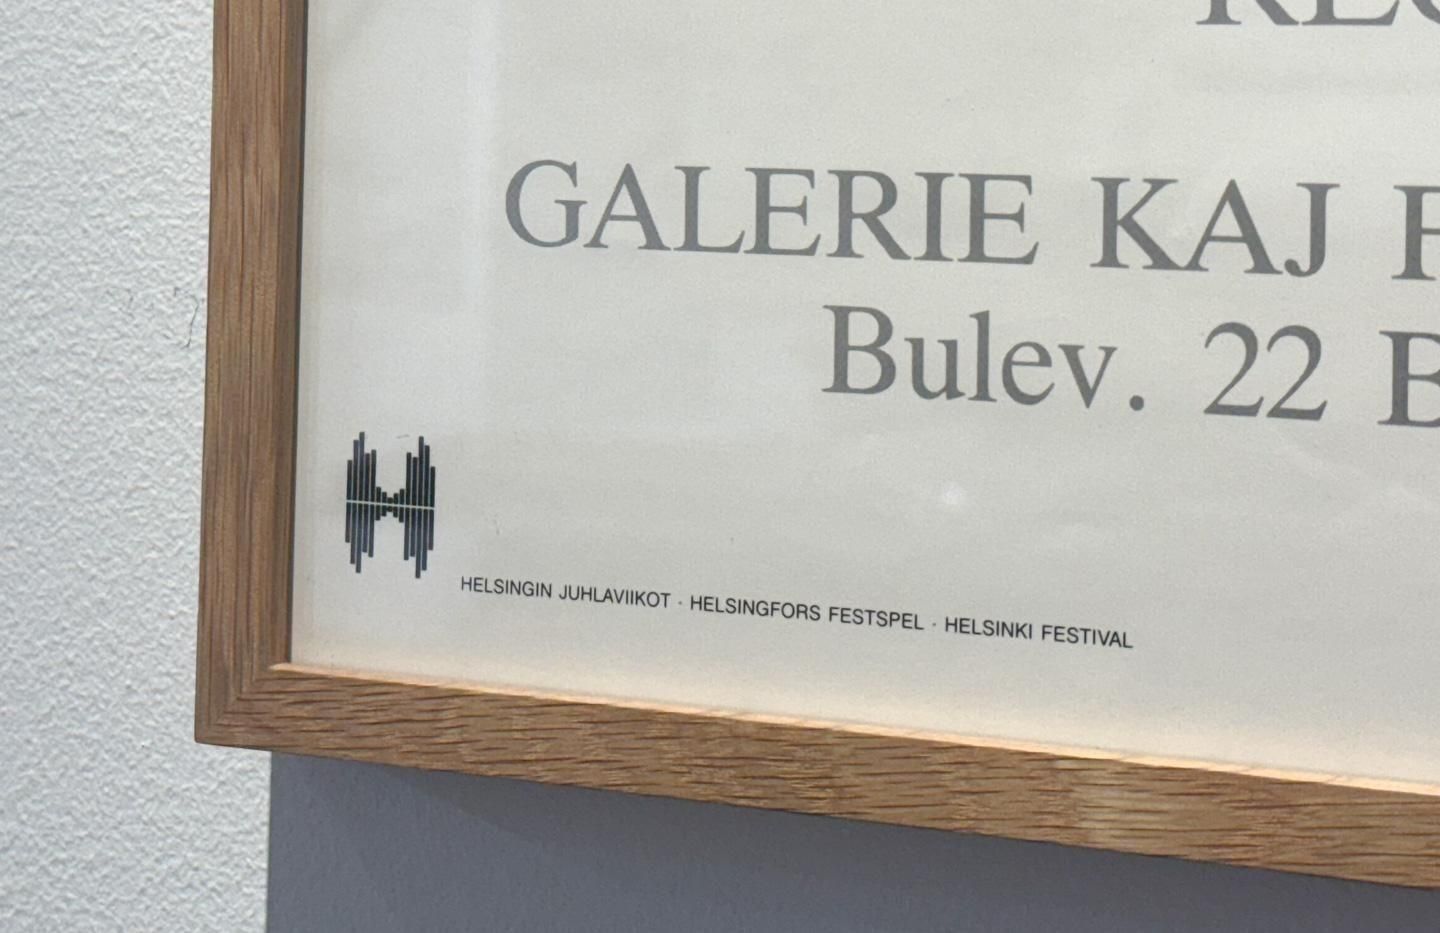 GALERIE KAJ
Bulev. 22 B
HELSINGIN JUHLAVIIKOT · HELSINGFORS FESTSPEL · HELSINKI FESTIVAL